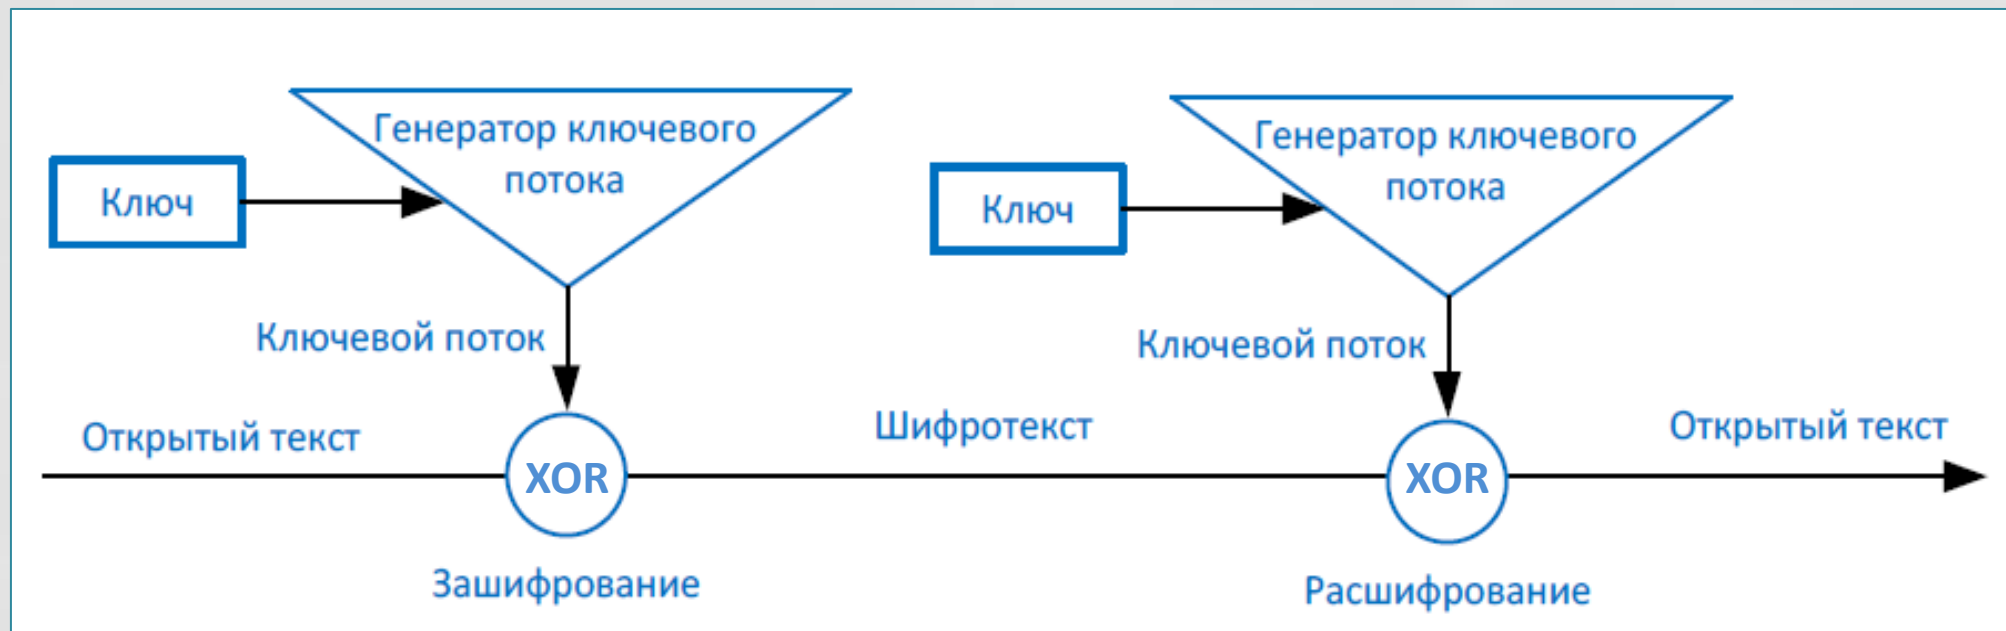 Генератор ключевого
потока
Ключ
Ключевой поток
Открытый текст
XOR
Зашифрование
Шифротекст
Генератор ключевого
потока
Ключ
Ключевой поток
XOR
Открытый текст
Расшифрование